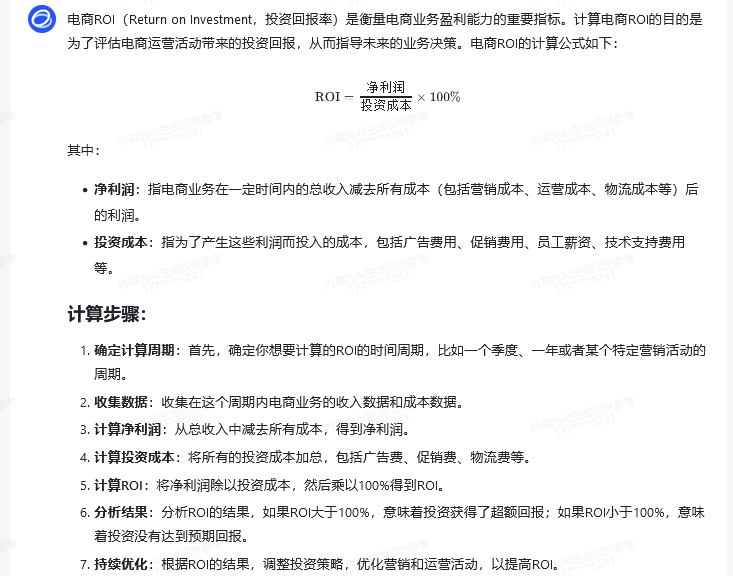 电商ROI（Return on Investment，投资回报率）是衡量电商业务盈利能力的重要指标。计算电商ROI的目的是
为了评估电商运营活动带来的投资回报，从而指导未来的业务决策。电商ROI的计算公式如下：
ROI = 净利润/投资成本 × 100%
其中：
• 净利润：指电商业务在一定时间内的总收入减去所有成本（包括营销成本、运营成本、物流成本等）后
的利润。
• 投资成本：指为了产生这些利润而投入的成本，包括广告费用、促销费用、员工薪资、技术支持费用
等。
计算步骤：
1. 确定计算周期：首先，确定你想要计算的ROI的时间周期，比如一个季度、一年或者某个特定营销活动的
周期。
2. 收集数据：收集在这个周期内电商业务的收入数据和成本数据。
3. 计算净利润：从总收入中减去所有成本，得到净利润。
4. 计算投资成本：将所有的投资成本加总，包括广告费、促销费、物流费等。
5. 计算ROI：将净利润除以投资成本，然后乘以100%得到ROI。
6. 分析结果：分析ROI的结果，如果ROI大于100%，意味着投资获得了超额回报；如果ROI小于100%，意味
着投资没有达到预期回报。
7. 持续优化：根据ROI的结果，调整投资策略，优化营销和运营活动，以提高ROI。
内容为AI生成仅供参考
177****5241